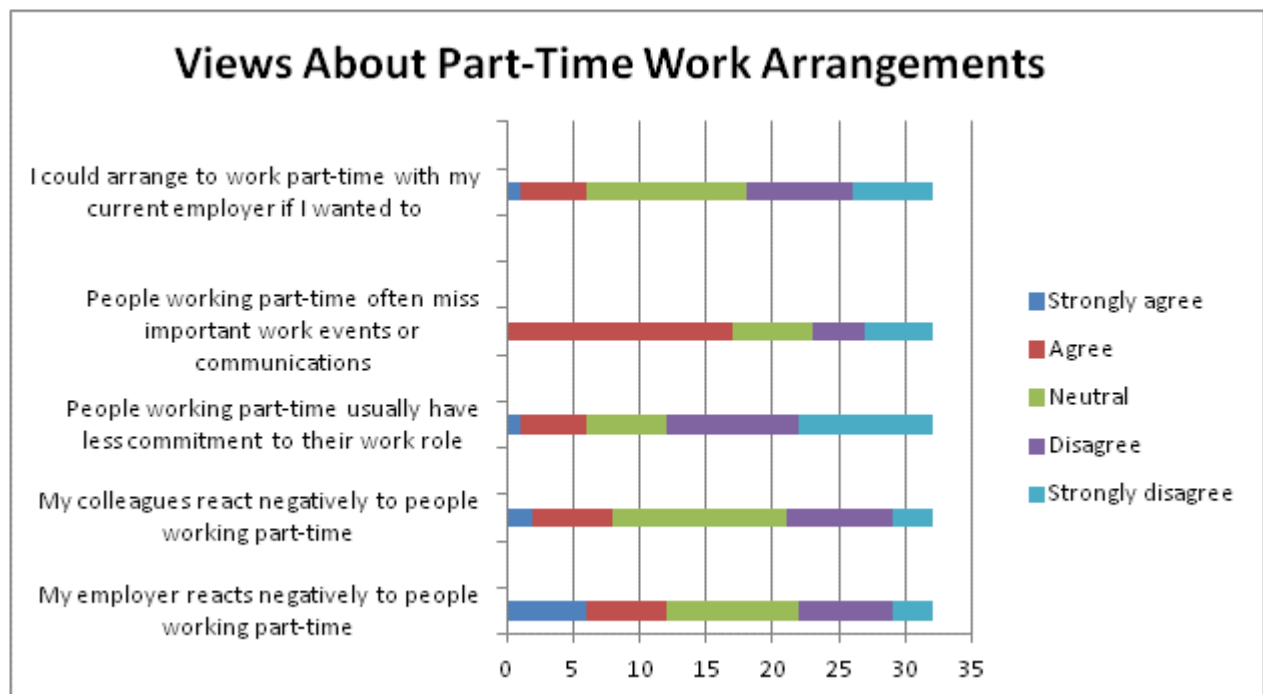 Views About Part-Time Work Arrangements
I could arrange to work part-time with my
current employer if I wanted to
People working part-time often miss
important work events or
communications
People working part-time usually have
less commitment to their work role
My colleagues react negatively to people
working part-time
My employer reacts negatively to people
working part-time
0 5 10 15 20 25 30 35
Strongly agree
Agree
Neutral
Disagree
Strongly disagree